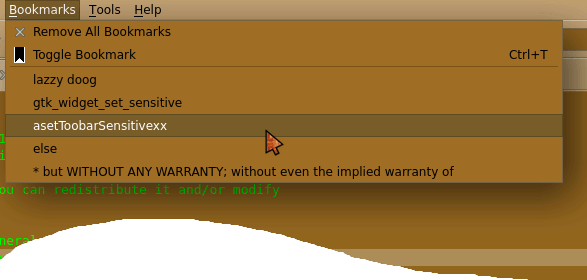 Bookmarks Tools Help
Remove All Bookmarks
Toggle Bookmark Ctrl+T
lazzy doog
gtk_widget_set_sensitive
asetToobarSensitivexx
else
* but WITHOUT ANY WARRANTY; without even the implied warranty of
ou can redistribute it and/or modify
neral